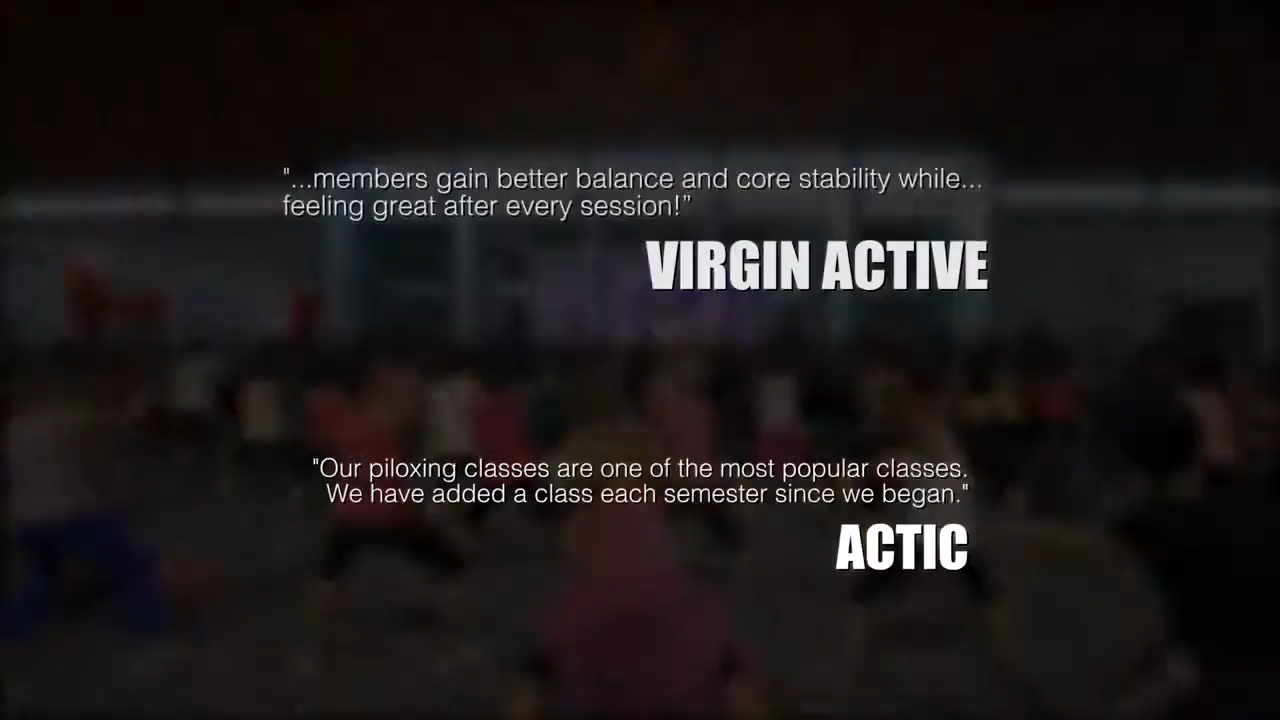 "...members gain better balance and core stability while...
feeling great after every session!”
VIRGIN ACTIVE
"Our piloxing classes are one of the most popular classes.
We have added a class each semester since we began."
ACTIC